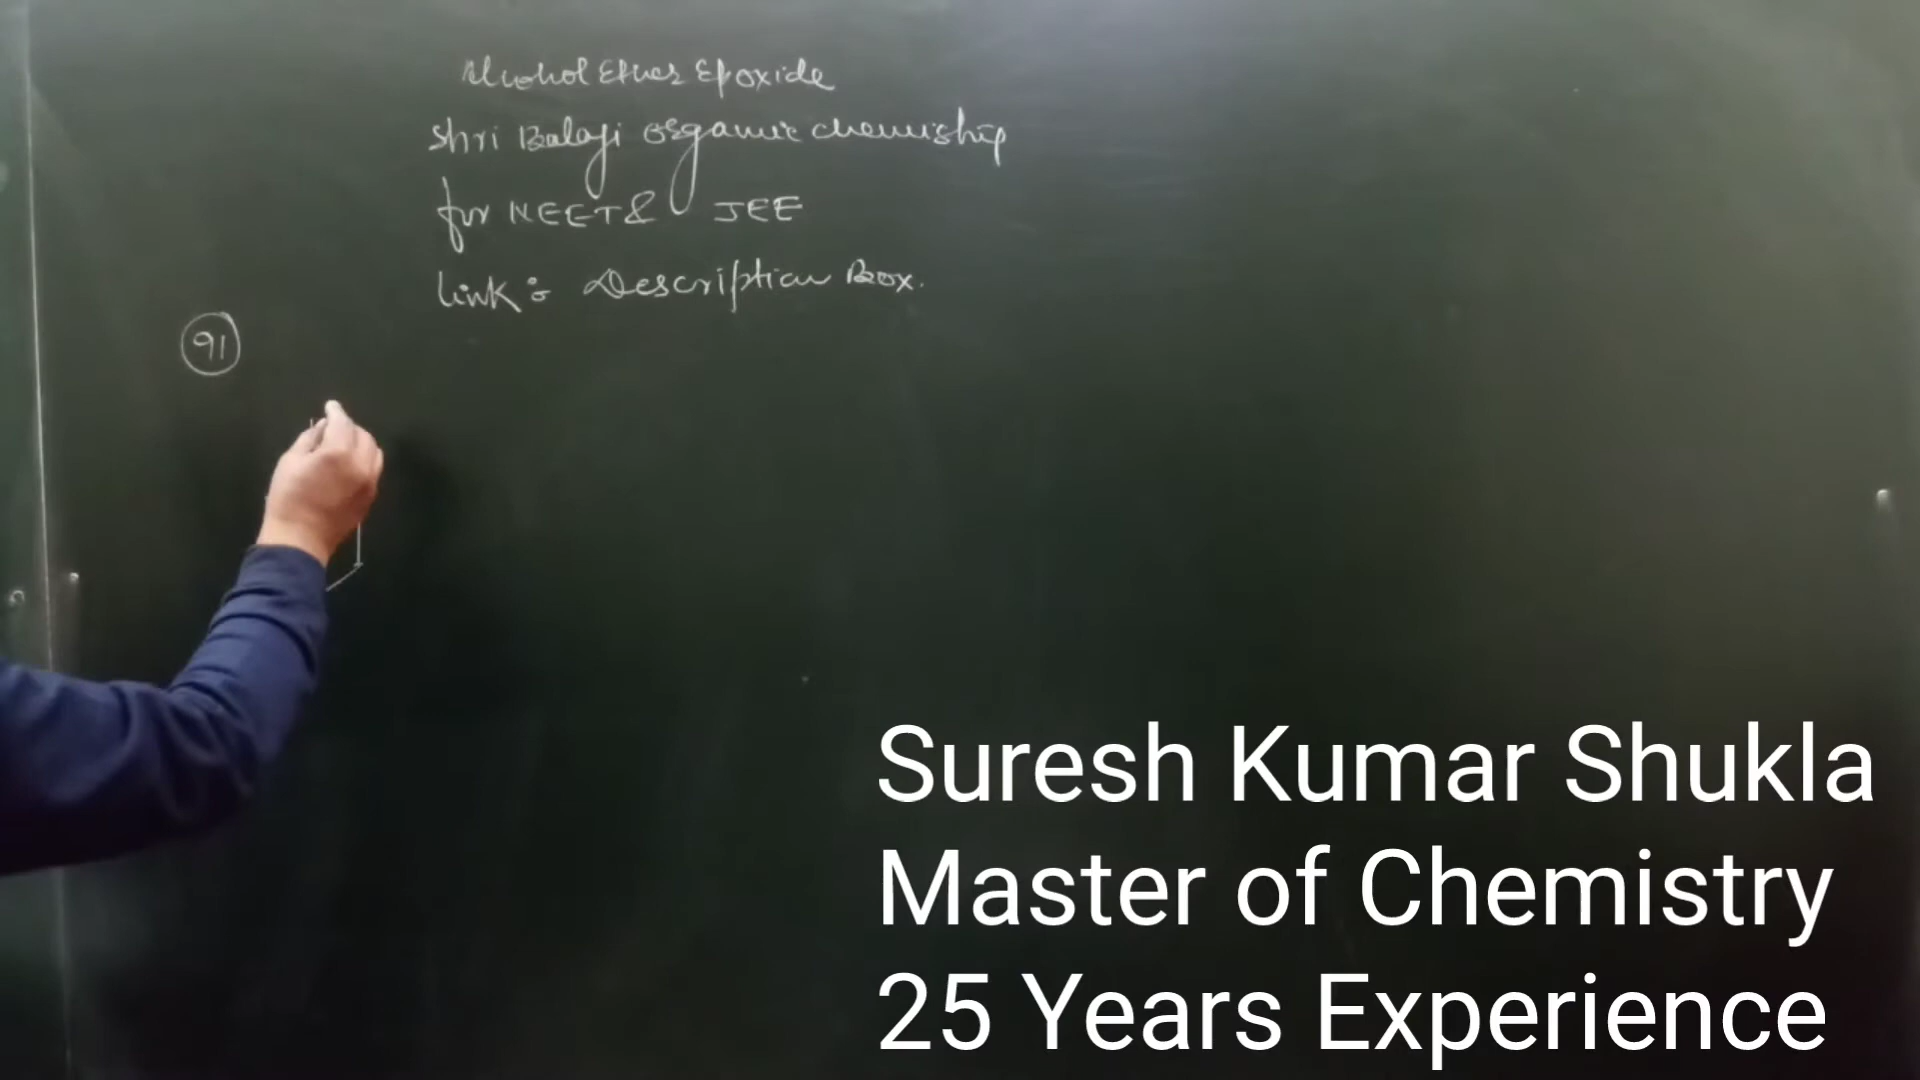 Alcohol Ether Epoxide
Shri Balaji organic chemistry
for NEET & JEE
Link : Description Box.
91
Suresh Kumar Shukla
Master of Chemistry
25 Years Experience